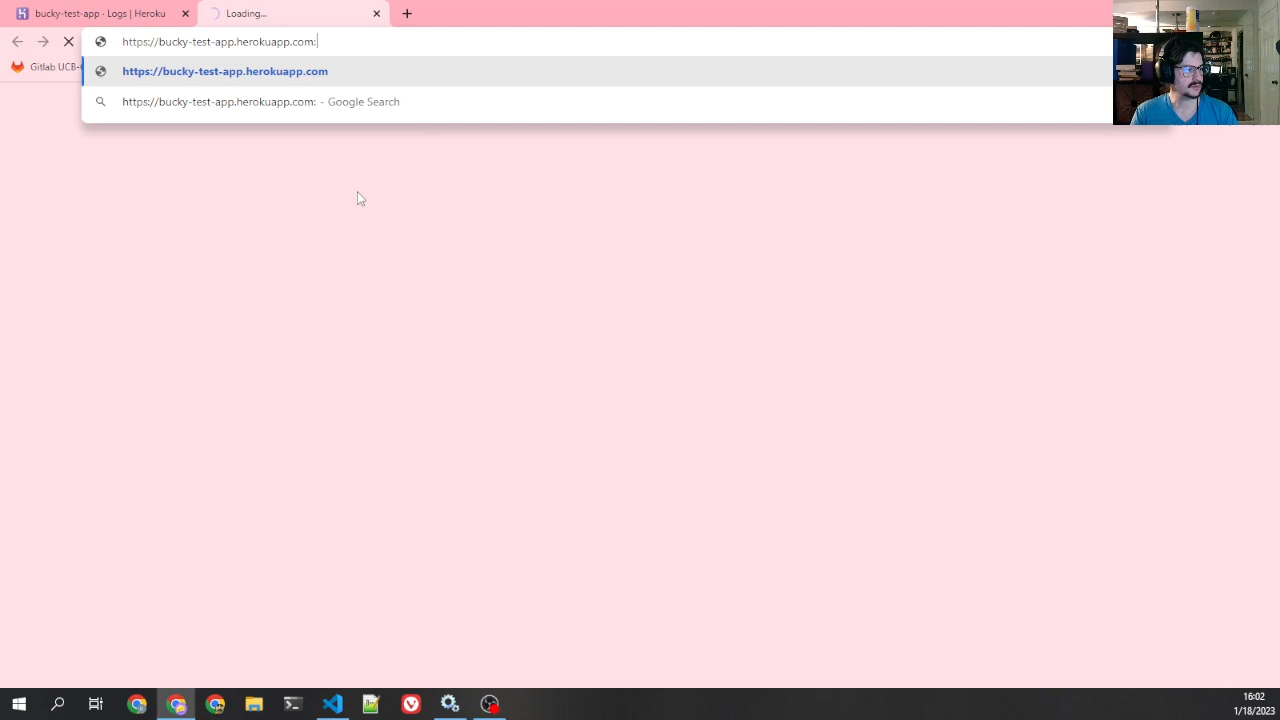 bucky-test-app · Logs | Heroku
Loading...
https://bucky-test-app.herokuapp.com:
Gitlab UCB-
https://bucky-test-app.herokuapp.com
https://bucky-test-app.herokuapp.com: - Google Search
16:02
1/18/2023